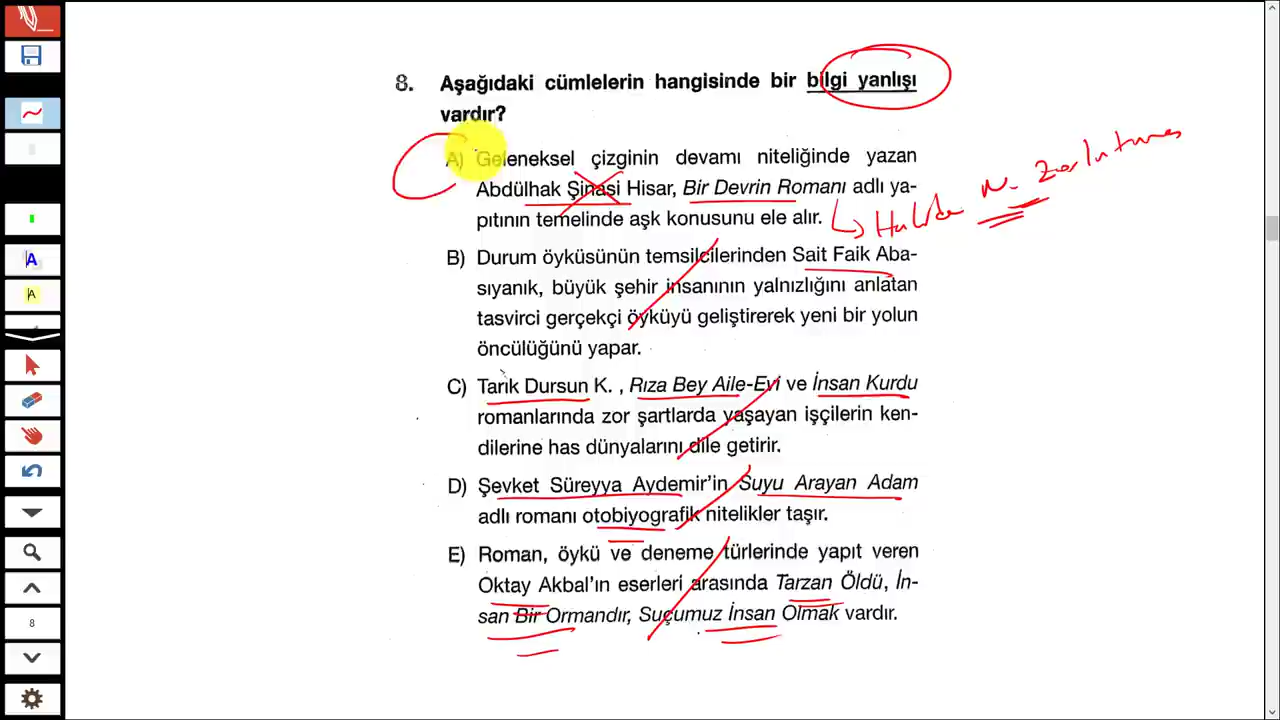 8. Aşağıdaki cümlelerin hangisinde bir bilgi yanlışı
vardır?
A) Geleneksel çizginin devamı niteliğinde yazan
Abdülhak Şinasi Hisar, Bir Devrin Romanı adlı ya-
pıtının temelinde aşk konusunu ele alır.
Halide N. Zorlutuna
B) Durum öyküsünün temsilcilerinden Sait Faik Aba-
sıyanık, büyük şehir insanının yalnızlığını anlatan
tasvirci gerçekçi öyküyü geliştirerek yeni bir yolun
öncülüğünü yapar.
C) Tarık Dursun K. , Rıza Bey Aile-Evi ve İnsan Kurdu
romanlarında zor şartlarda yaşayan işçilerin ken-
dilerine has dünyalarını dile getirir.
D) Şevket Süreyya Aydemir'in Suyu Arayan Adam
adlı romanı otobiyografik nitelikler taşır.
E) Roman, öykü ve deneme türlerinde yapıt veren
Oktay Akbal'ın eserleri arasında Tarzan Öldü, İn-
san Bir Ormandır, Suçumuz İnsan Olmak vardır.
A
A
8